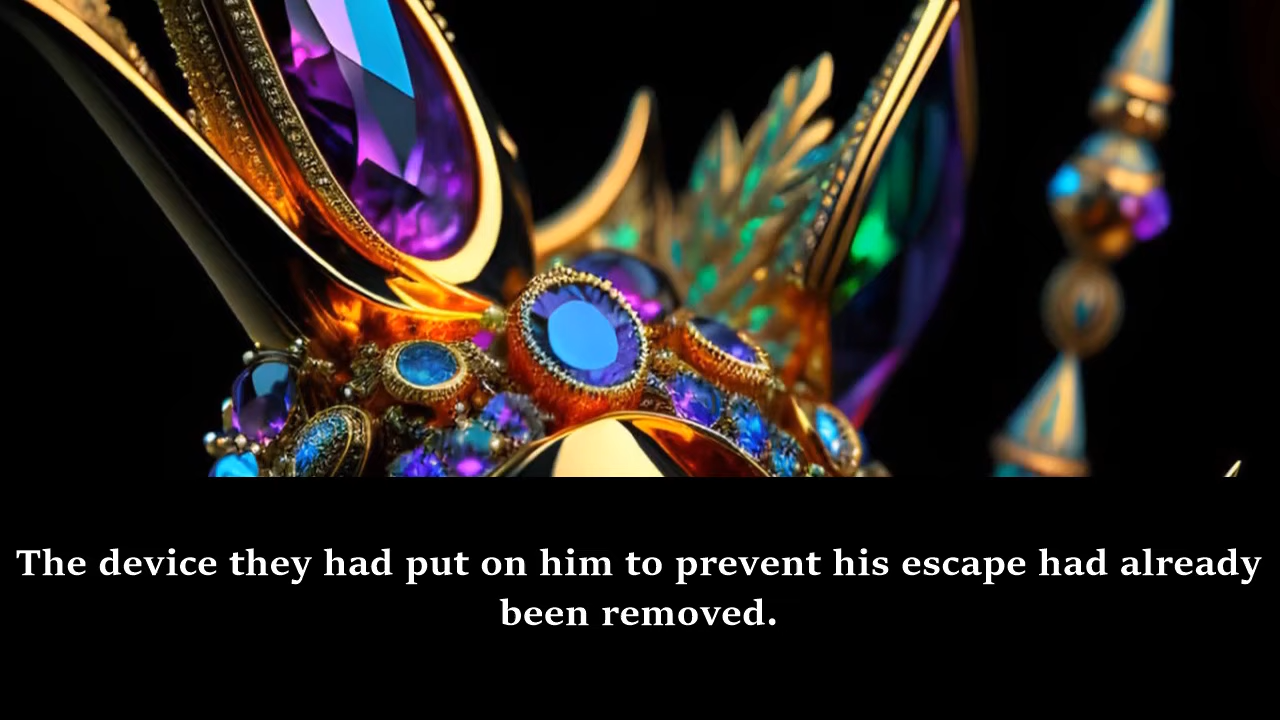 The device they had put on him to prevent his escape had already
been removed.